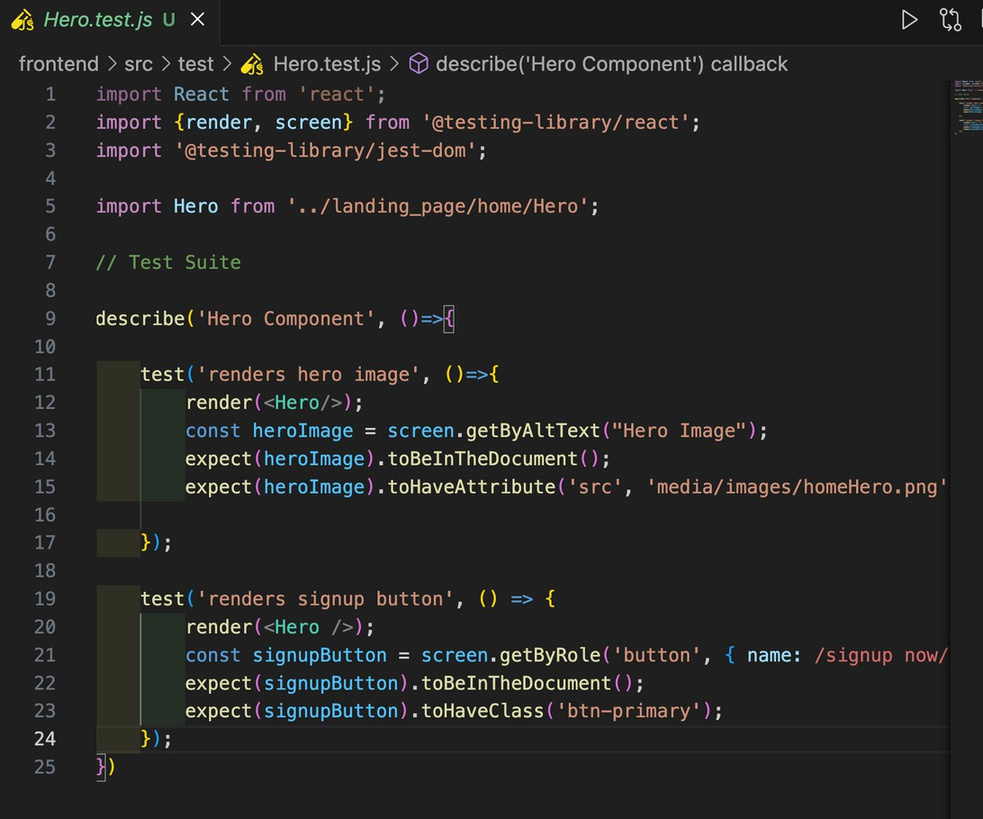 Hero.test.js U
frontend > src > test > Hero.test.js > describe('Hero Component') callback
1 import React from 'react';
2 import {render, screen} from '@testing-library/react';
3 import '@testing-library/jest-dom';
4
5 import Hero from '../landing_page/home/Hero';
6
7 // Test Suite
8
9 describe('Hero Component', ()=>{
10
11 test('renders hero image', ()=>{
12 render(<Hero/>);
13 const heroImage = screen.getByAltText("Hero Image");
14 expect(heroImage).toBeInTheDocument();
15 expect(heroImage).toHaveAttribute('src', 'media/images/homeHero.png'
16
17 });
18
19 test('renders signup button', () => {
20 render(<Hero />);
21 const signupButton = screen.getByRole('button', { name: /signup now/
22 expect(signupButton).toBeInTheDocument();
23 expect(signupButton).toHaveClass('btn-primary');
24 });
25 })